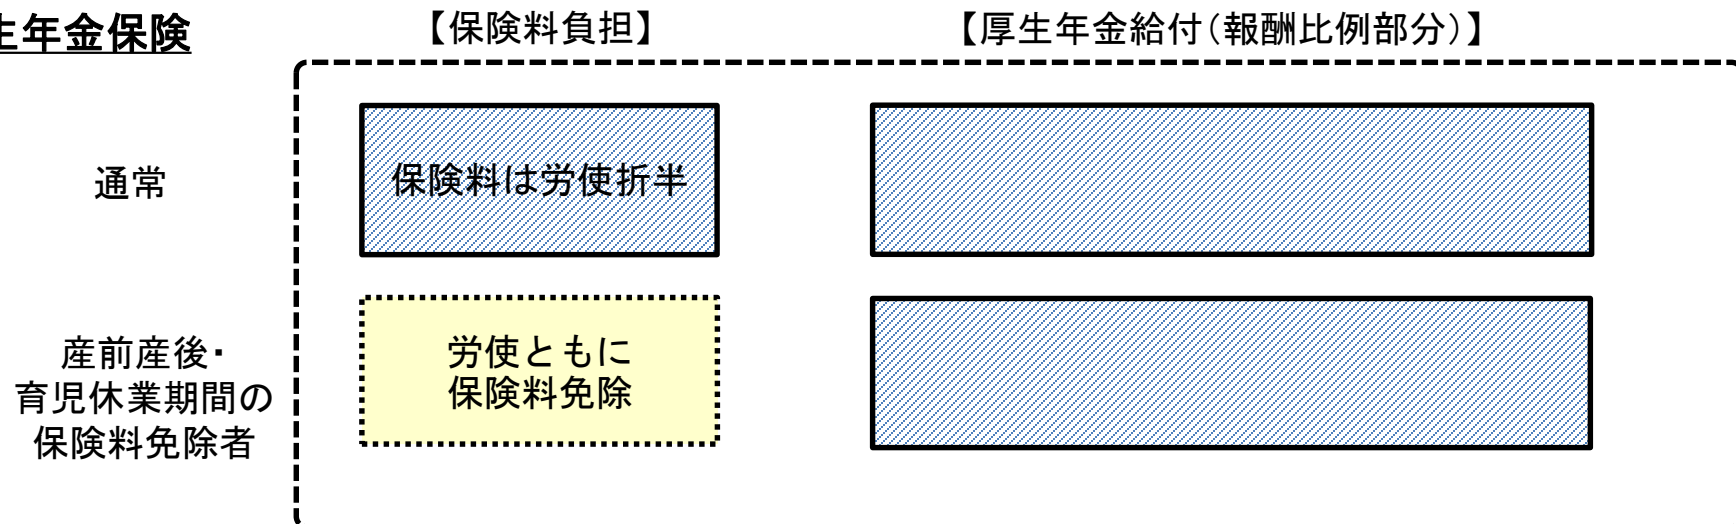 生年金保険
【保険料負担】
【厚生年金給付（報酬比例部分）】
通常
保険料は労使折半
産前産後・
育児休業期間の
保険料免除者
労使ともに
保険料免除